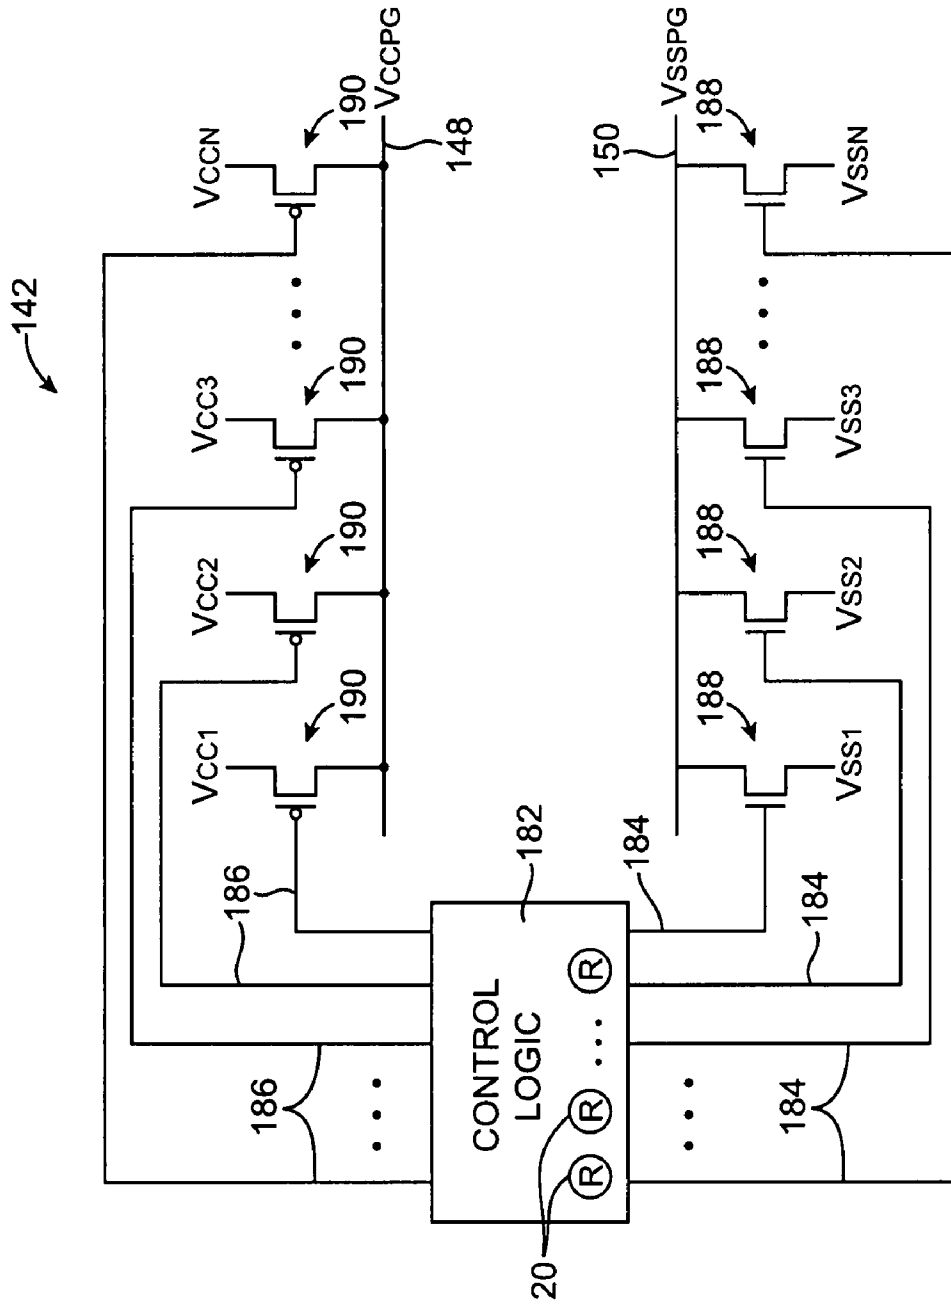 142
VCC1
VCC2
VCC3
VCCN
190
190
190
190
VCCPG
148
186
186
182
CONTROL
LOGIC
R
R
R
20
184
184
184
150
VSSPG
188
188
188
188
VSS1
VSS2
VSS3
VSSN